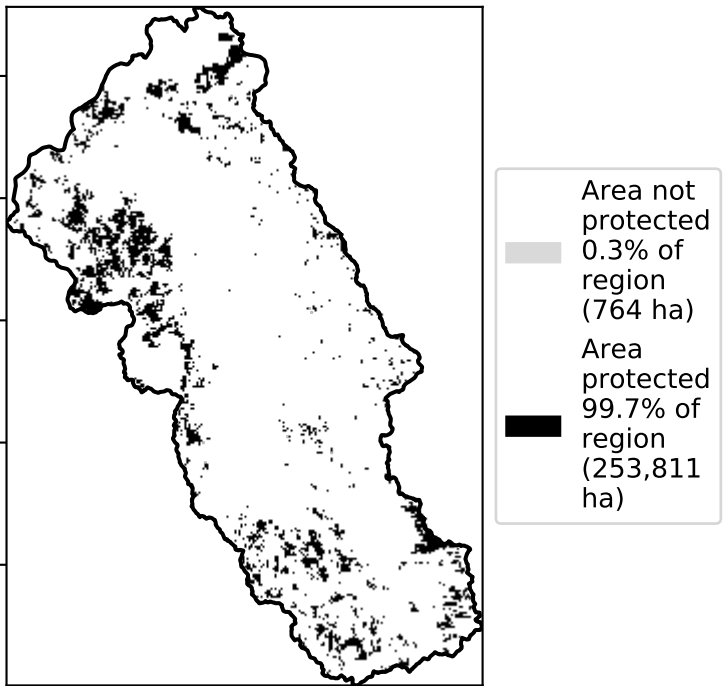 Area not
protected
0.3% of
region
(764 ha)
Area
protected
99.7% of
region
(253,811
ha)